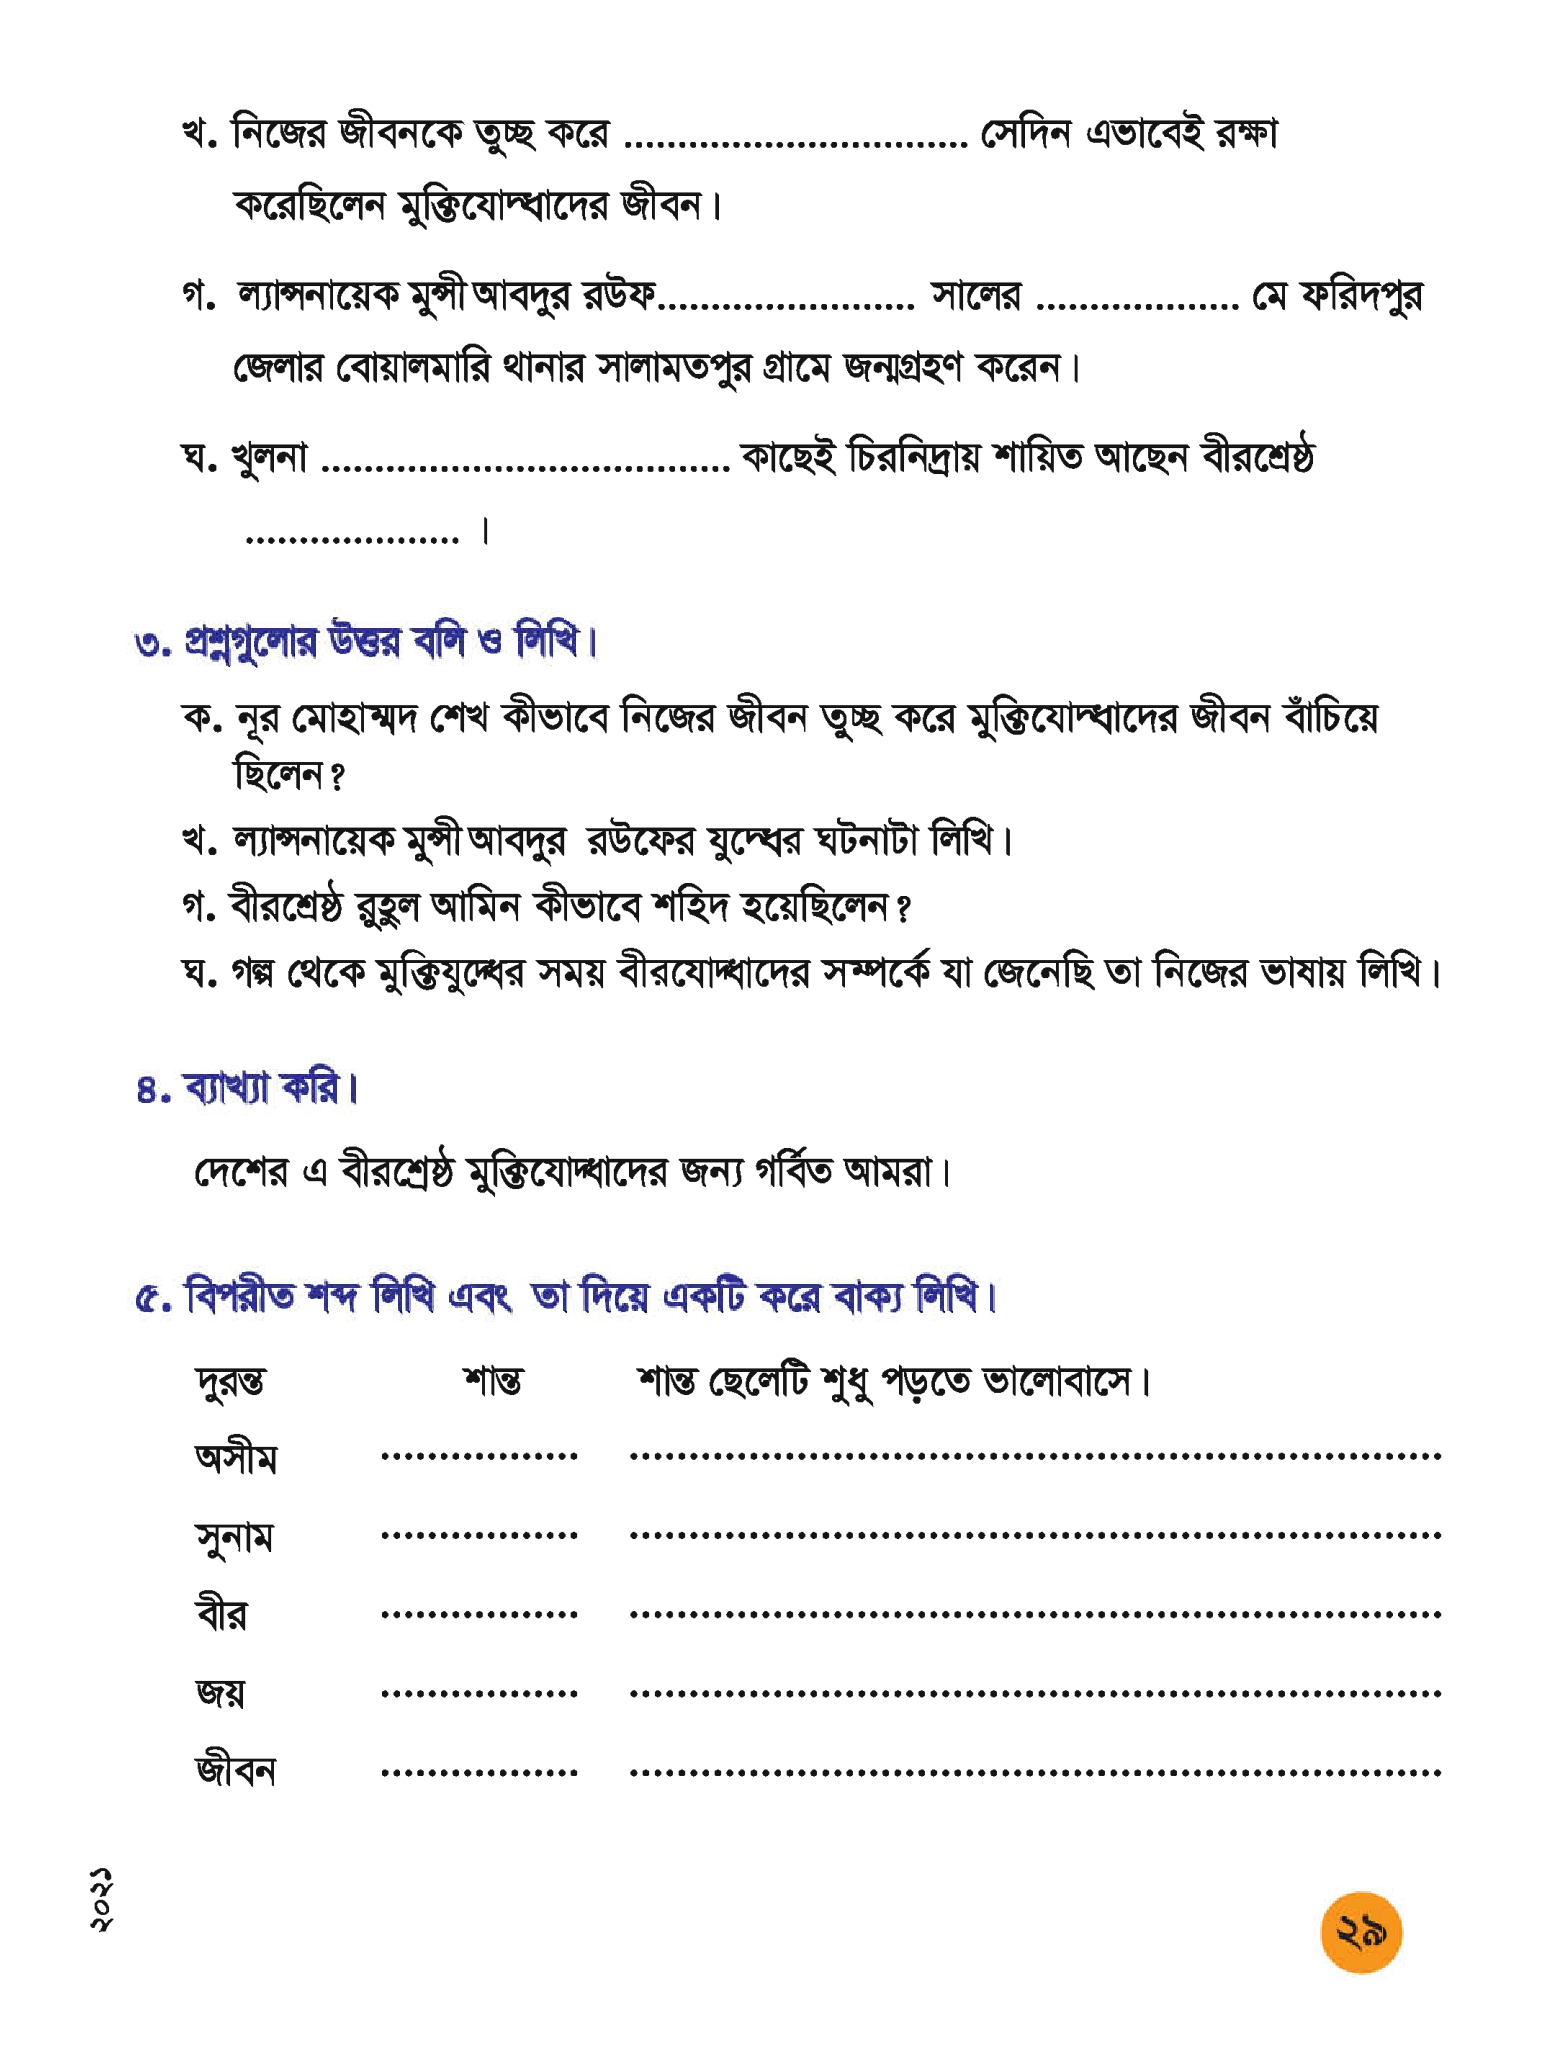 খ. নিজের জীবনকে তুচ্ছ করে ................................ সেদিন এভাবেই রক্ষা
করেছিলেন মুক্তিযোদ্ধাদের জীবন।
গ. ল্যান্সনায়েক মুন্সী আবদুর রউফ........................ সালের ................... মে ফরিদপুর
জেলার বোয়ালমারি থানার সালামতপুর গ্রামে জন্মগ্রহণ করেন।
ঘ. খুলনা ...................................... কাছেই চিরনিদ্রায় শায়িত আছেন বীরশ্রেষ্ঠ
.................... ।
৩. প্রশ্নগুলোর উত্তর বলি ও লিখি।
ক. নূর মোহাম্মদ শেখ কীভাবে নিজের জীবন তুচ্ছ করে মুক্তিযোদ্ধাদের জীবন বাঁচিয়ে
ছিলেন?
খ. ল্যান্সনায়েক মুন্সী আবদুর রউফের যুদ্ধের ঘটনাটা লিখি।
গ. বীরশ্রেষ্ঠ রুহুল আমিন কীভাবে শহিদ হয়েছিলেন?
ঘ. গল্প থেকে মুক্তিযুদ্ধের সময় বীরযোদ্ধাদের সম্পর্কে যা জেনেছি তা নিজের ভাষায় লিখি।
৪. ব্যাখ্যা করি।
দেশের এ বীরশ্রেষ্ঠ মুক্তিযোদ্ধাদের জন্য গর্বিত আমরা।
৫. বিপরীত শব্দ লিখি এবং তা দিয়ে একটি করে বাক্য লিখি।
দুরন্ত শান্ত শান্ত ছেলেটি শুধু পড়তে ভালোবাসে।
অসীম ................. ....................................................................
সুনাম ................. ....................................................................
বীর ................. ....................................................................
জয় ................. ....................................................................
জীবন ................. ....................................................................
২০২১
২৯